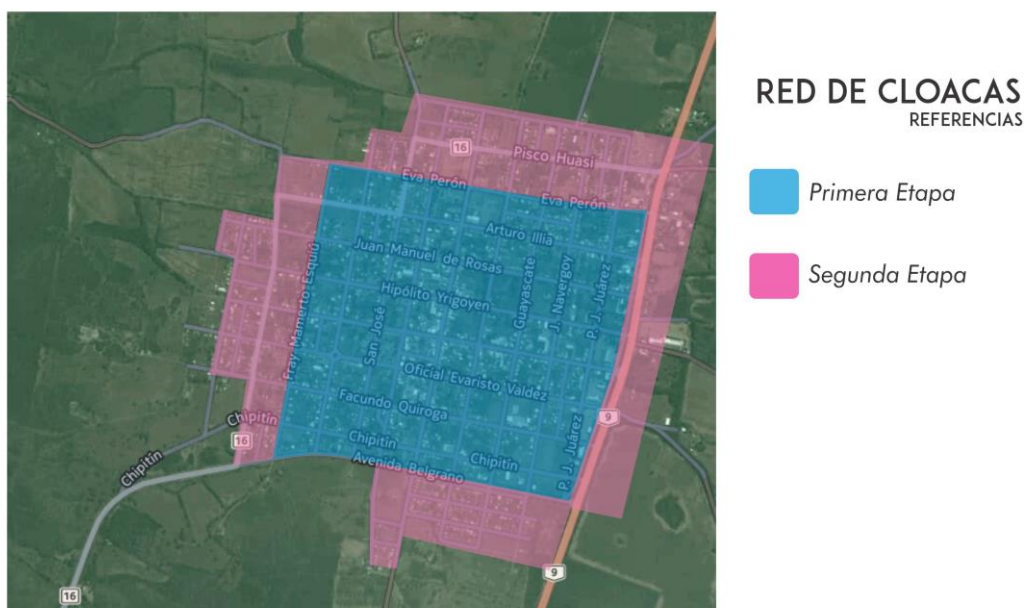 RED DE CLOACAS
REFERENCIAS
Primera Etapa
Segunda Etapa
16
Pisco Huasi
Eva Perón
Eva Perón
Arturo Illia
Juan Manuel de Rosas
Hipólito Yrigoyen
Fray Mamerto Esquiú
San José
Guayascate
J. Navergoy
P. J. Juárez
Oficial Evaristo Valdez
Facundo Quiroga
9
Chipitín
16
Chipitín
Chipitín
Chipitín
Avenida Belgrano
P. J. Juárez
9
16